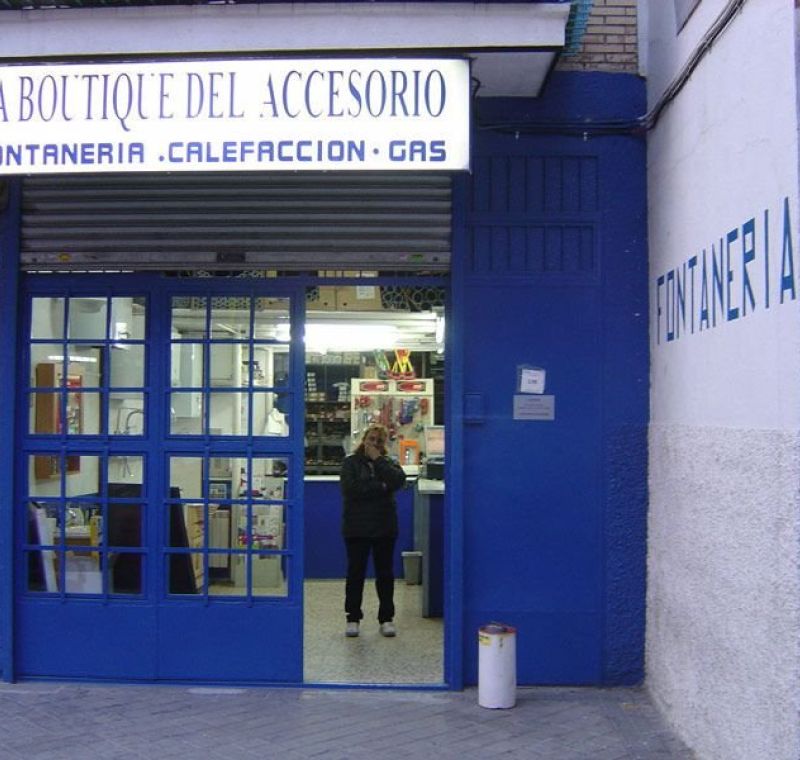 A BOUTIQUE DEL ACCESORIO
ONTANERIA .CALEFACCION · GAS
FONTANERIA